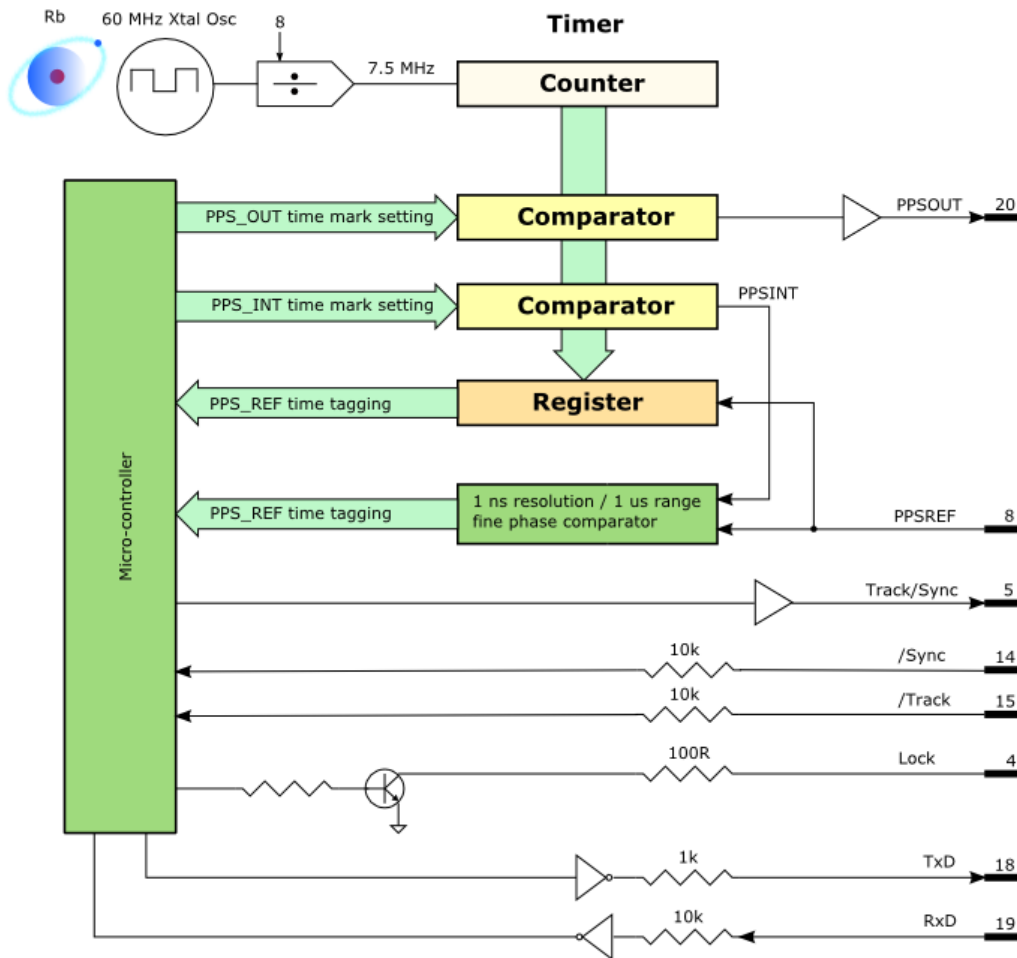 Rb
60 MHz Xtal Osc
8
Timer
7.5 MHz
Counter
PPS_OUT time mark setting
Comparator
PPSOUT
20
PPS_INT time mark setting
Comparator
PPSINT
PPS_REF time tagging
Register
Micro-controller
PPS_REF time tagging
1 ns resolution / 1 us range
fine phase comparator
PPSREF
8
Track/Sync
5
10k
/Sync
14
10k
/Track
15
100R
Lock
4
1k
TxD
18
10k
RxD
19